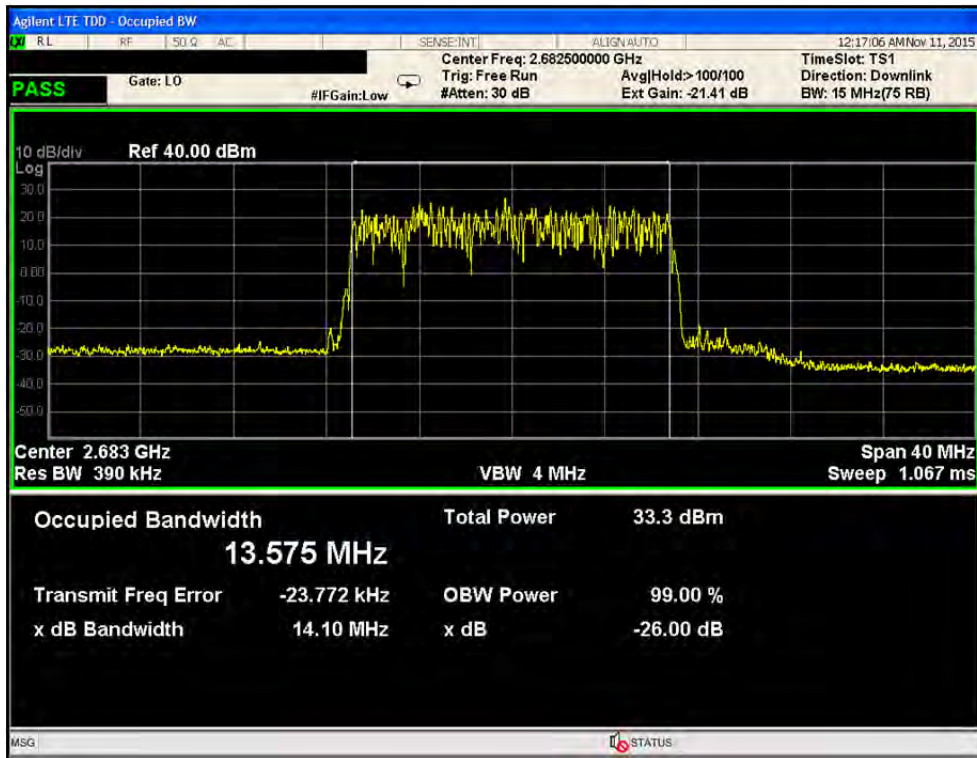 Agilent LTE TDD - Occupied BW
RL RF 50 Ω AC SENSE:INT ALIGN AUTO 12:17:06 AM Nov 11, 2015
Center Freq: 2.682500000 GHz TimeSlot: TS1
PASS Gate: LO Trig: Free Run Avg|Hold:>100/100 Direction: Downlink
#IFGain:Low #Atten: 30 dB Ext Gain: -21.41 dB BW: 15 MHz(75 RB)
10 dB/div Ref 40.00 dBm
Log
30.0
20.0
10.0
0.00
-10.0
-20.0
-30.0
-40.0
-50.0
Center 2.683 GHz Span 40 MHz
Res BW 390 kHz VBW 4 MHz Sweep 1.067 ms
Occupied Bandwidth Total Power 33.3 dBm
13.575 MHz
Transmit Freq Error -23.772 kHz OBW Power 99.00 %
x dB Bandwidth 14.10 MHz x dB -26.00 dB
MSG STATUS